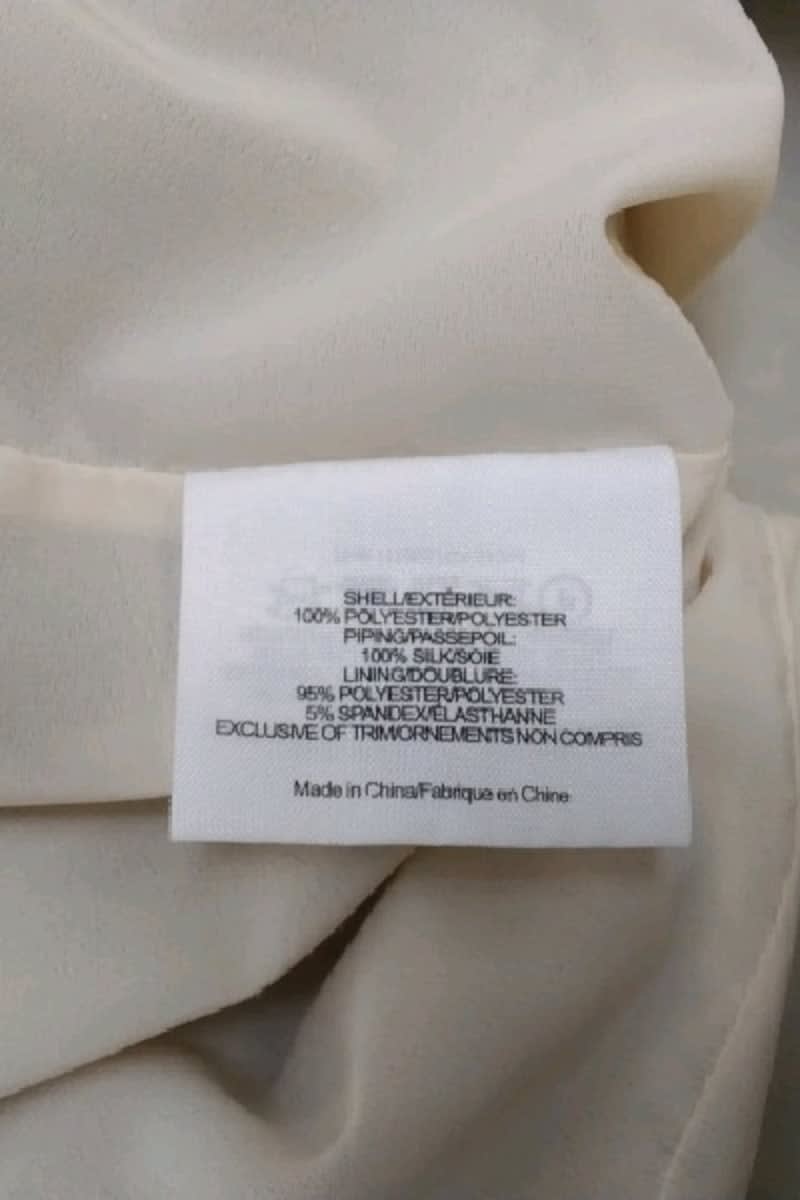 SHELL/EXTÉRIEUR:
100% POLYESTER/POLYESTER
PIPING/PASSEPOIL:
100% SILK/SOIE
LINING/DOUBLURE:
95% POLYESTER/POLYESTER
5% SPANDEX/ÉLASTHANNE
EXCLUSIVE OF TRIM/ORNEMENTS NON COMPRIS
Made in China/Fabriqué en Chine